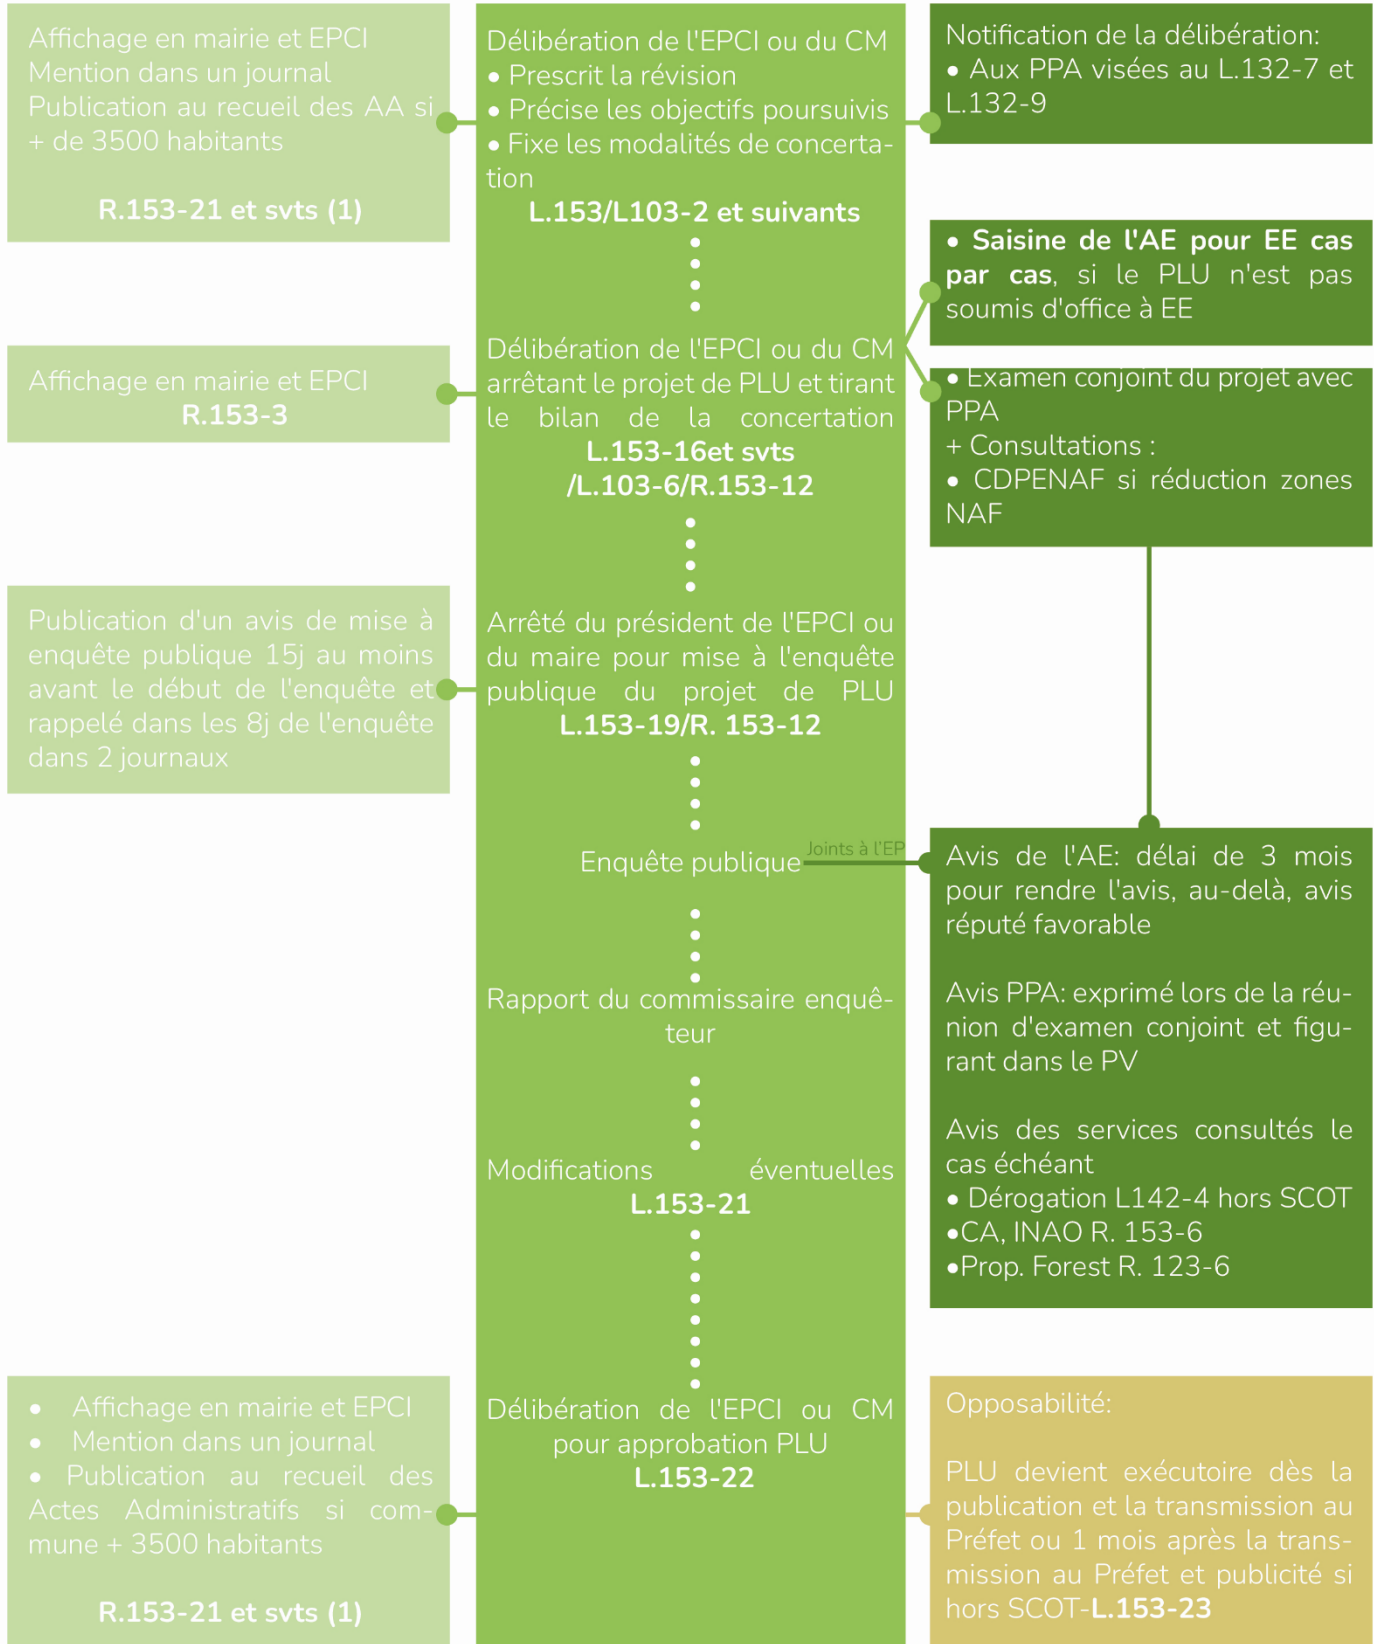 Affichage en mairie et EPCI
Mention dans un journal
Publication au recueil des AA si
+ de 3500 habitants
R.153-21 et svts (1)
Délibération de l'EPCI ou du CM
• Prescrit la révision
• Précise les objectifs poursuivis
• Fixe les modalités de concerta-
tion
L.153/L103-2 et suivants
Notification de la délibération:
• Aux PPA visées au L.132-7 et
L.132-9
• Saisine de l'AE pour EE cas
par cas, si le PLU n'est pas
soumis d'office à EE
Affichage en mairie et EPCI
R.153-3
Délibération de l'EPCI ou du CM
arrêtant le projet de PLU et tirant
le bilan de la concertation
L.153-16et svts
/L.103-6/R.153-12
• Examen conjoint du projet avec
PPA
+ Consultations :
• CDPENAF si réduction zones
NAF
Publication d'un avis de mise à
enquête publique 15j au moins
avant le début de l'enquête et
rappelé dans les 8j de l'enquête
dans 2 journaux
Arrêté du président de l'EPCI ou
du maire pour mise à l'enquête
publique du projet de PLU
L.153-19/R. 153-12
Enquête publique
Joints à l'EP
Avis de l'AE: délai de 3 mois
pour rendre l'avis, au-delà, avis
réputé favorable
Avis PPA: exprimé lors de la réu-
nion d'examen conjoint et figu-
rant dans le PV
Avis des services consultés le
cas échéant
• Dérogation L142-4 hors SCOT
•CA, INAO R. 153-6
•Prop. Forest R. 123-6
Rapport du commissaire enquê-
teur
Modifications éventuelles
L.153-21
• Affichage en mairie et EPCI
• Mention dans un journal
• Publication au recueil des
Actes Administratifs si com-
mune + 3500 habitants
R.153-21 et svts (1)
Délibération de l'EPCI ou CM
pour approbation PLU
L.153-22
Opposabilité:
PLU devient exécutoire dès la
publication et la transmission au
Préfet ou 1 mois après la trans-
mission au Préfet et publicité si
hors SCOT-L.153-23